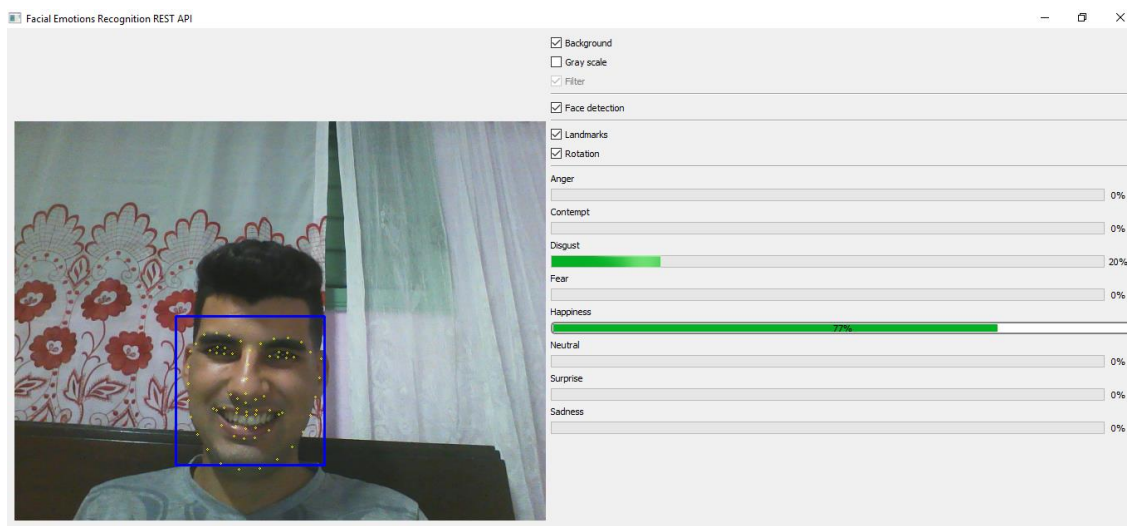 Facial Emotions Recognition REST API
Background
Gray scale
Filter
Face detection
Landmarks
Rotation
Anger
0%
Contempt
0%
Disgust
20%
Fear
0%
Happiness
77%
Neutral
0%
Surprise
0%
Sadness
0%